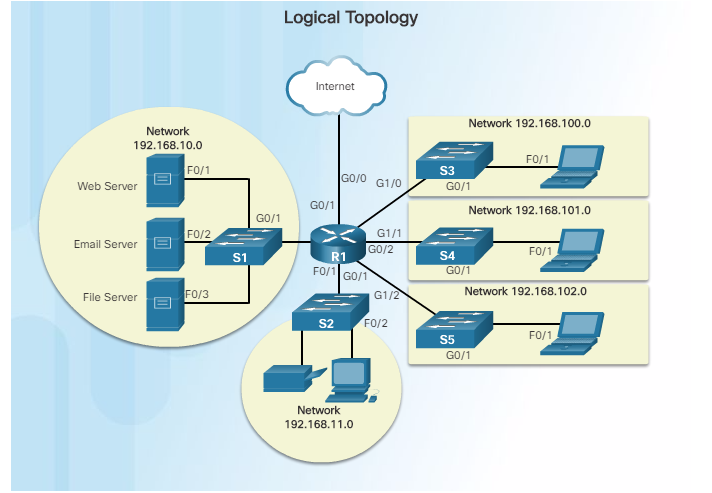 Logical Topology
Internet
Network
192.168.10.0
Web Server
F0/1
Email Server
F0/2
File Server
F0/3
G0/1
S1
G0/0
G0/1
R1
G1/0
G1/1
G0/2
F0/1
G0/1
G1/2
S2
F0/2
Network
192.168.11.0
Network 192.168.100.0
S3
G0/1
F0/1
Network 192.168.101.0
S4
G0/1
F0/1
Network 192.168.102.0
S5
G0/1
F0/1